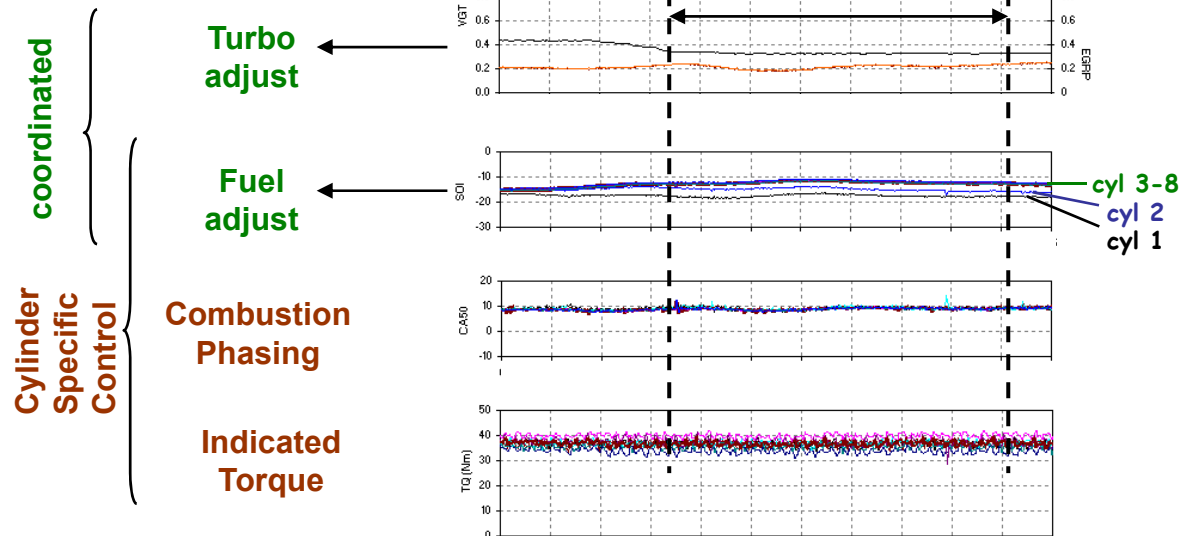 coordinated
Cylinder
Specific
Control
Turbo
adjust
VGT
0.6
0.4
0.2
0.0
0.6
0.4
0.2
0
EGRP
Fuel
adjust
SOI
0
-10
-20
-30
cyl 3-8
cyl 2
cyl 1
Combustion
Phasing
CA50
20
10
0
-10
Indicated
Torque
TQ (Nm)
50
40
30
20
10
0